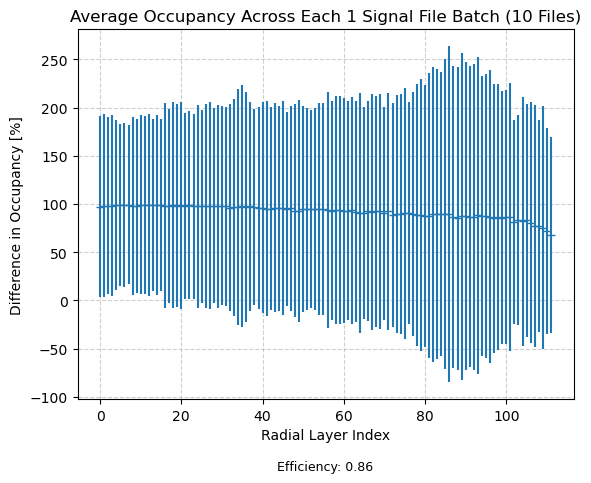 Average Occupancy Across Each 1 Signal File Batch (10 Files)
Difference in Occupancy [%]
250
200
150
100
50
0
−50
−100
0 20 40 60 80 100
Radial Layer Index
Efficiency: 0.86